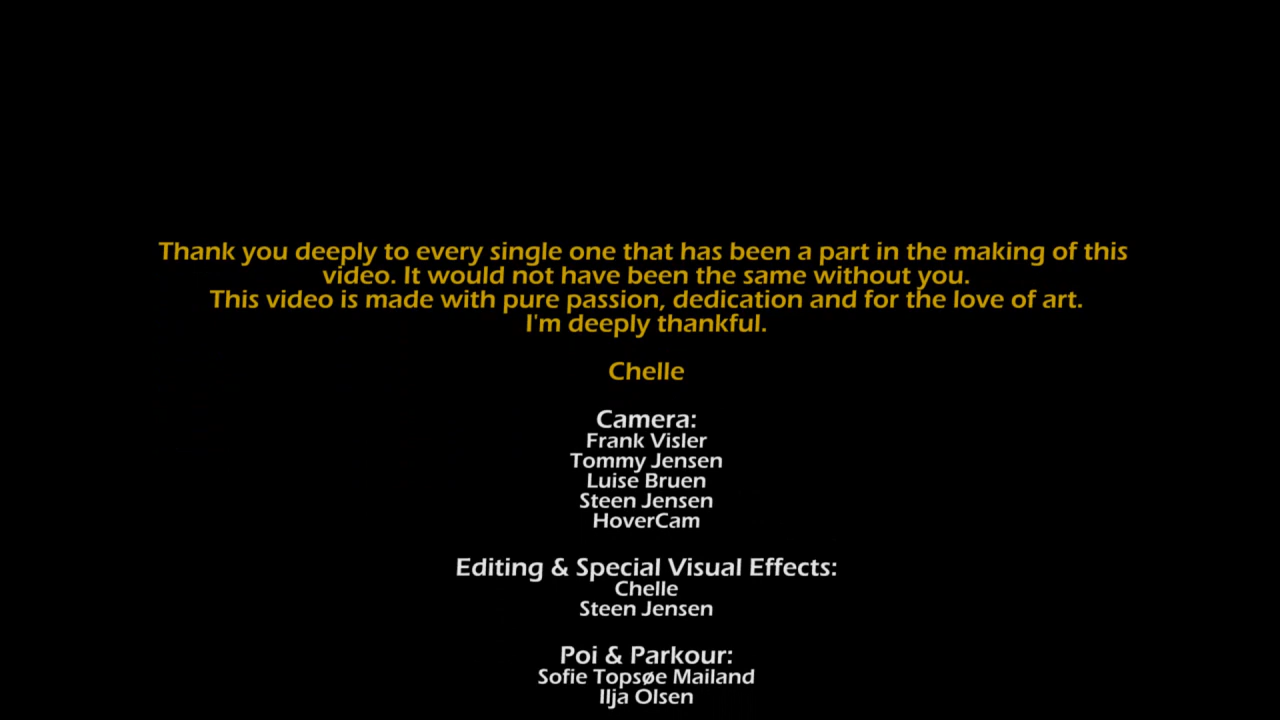 Thank you deeply to every single one that has been a part in the making of this
video. It would not have been the same without you.
This video is made with pure passion, dedication and for the love of art.
I'm deeply thankful.
Chelle
Camera:
Frank Visler
Tommy Jensen
Luise Bruen
Steen Jensen
HoverCam
Editing & Special Visual Effects:
Chelle
Steen Jensen
Poi & Parkour:
Sofie Topsøe Mailand
Ilja Olsen